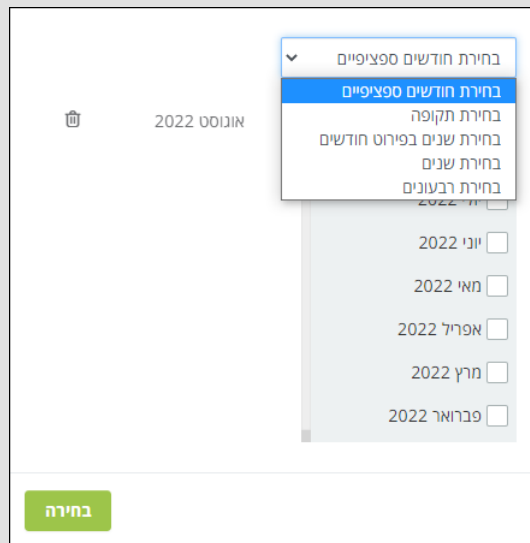 בחירת חודשים ספציפיים
בחירת חודשים ספציפיים
בחירת תקופה
בחירת שנים בפירוט חודשים
בחירת שנים
בחירת רבעונים
אוגוסט 2022
יולי 2022
יוני 2022
מאי 2022
אפריל 2022
מרץ 2022
פברואר 2022
בחירה